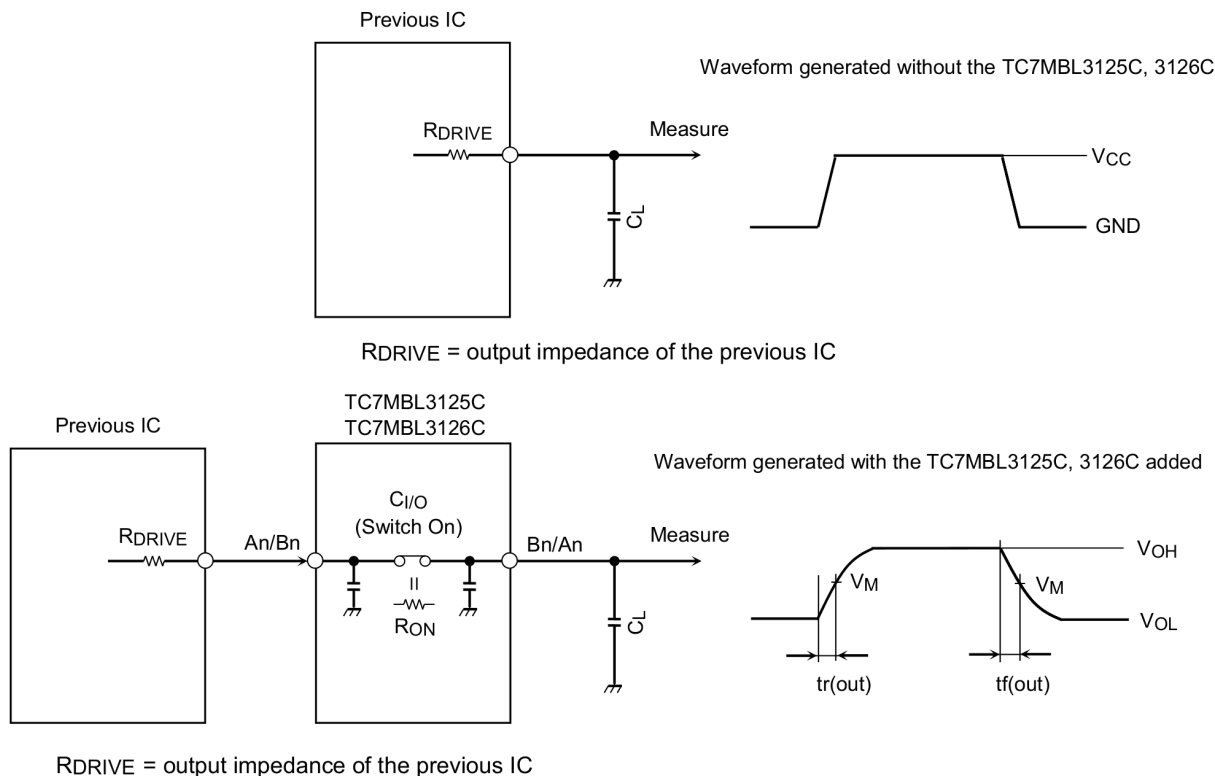 Previous IC
Waveform generated without the TC7MBL3125C, 3126C
RDRIVE
Measure
VCC
CL
GND
RDRIVE = output impedance of the previous IC
TC7MBL3125C
TC7MBL3126C
Previous IC
Waveform generated with the TC7MBL3125C, 3126C added
CI/O
(Switch On)
RDRIVE
An/Bn
Bn/An
Measure
VOH
VM
VM
RON
CL
VOL
tr(out)
tf(out)
RDRIVE = output impedance of the previous IC